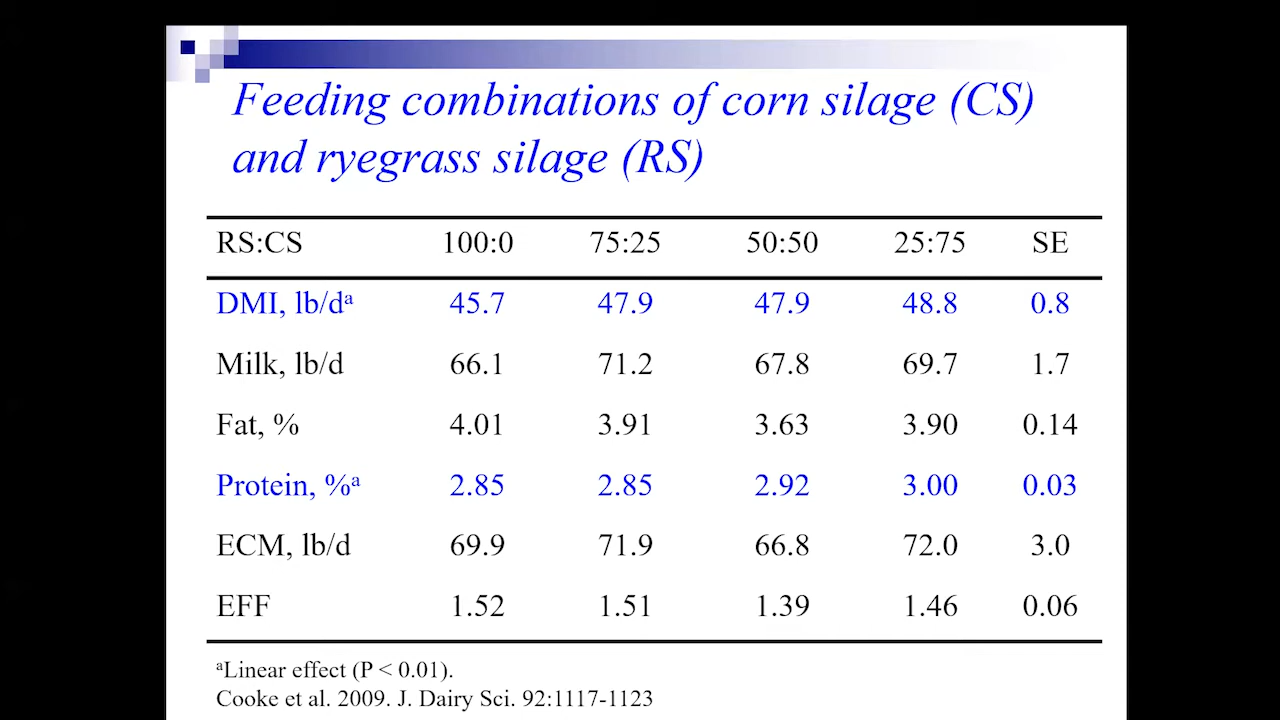 Feeding combinations of corn silage (CS)
and ryegrass silage (RS)
RS:CS 100:0 75:25 50:50 25:75 SE
DMI, lb/dᵃ 45.7 47.9 47.9 48.8 0.8
Milk, lb/d 66.1 71.2 67.8 69.7 1.7
Fat, % 4.01 3.91 3.63 3.90 0.14
Protein, %ᵃ 2.85 2.85 2.92 3.00 0.03
ECM, lb/d 69.9 71.9 66.8 72.0 3.0
EFF 1.52 1.51 1.39 1.46 0.06
ᵃLinear effect (P < 0.01).
Cooke et al. 2009. J. Dairy Sci. 92:1117-1123